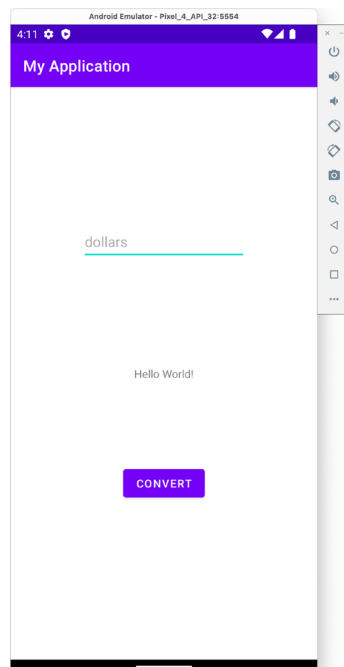 Android Emulator - Pixel_4_API_32:5554
4:11
My Application
dollars
Hello World!
CONVERT